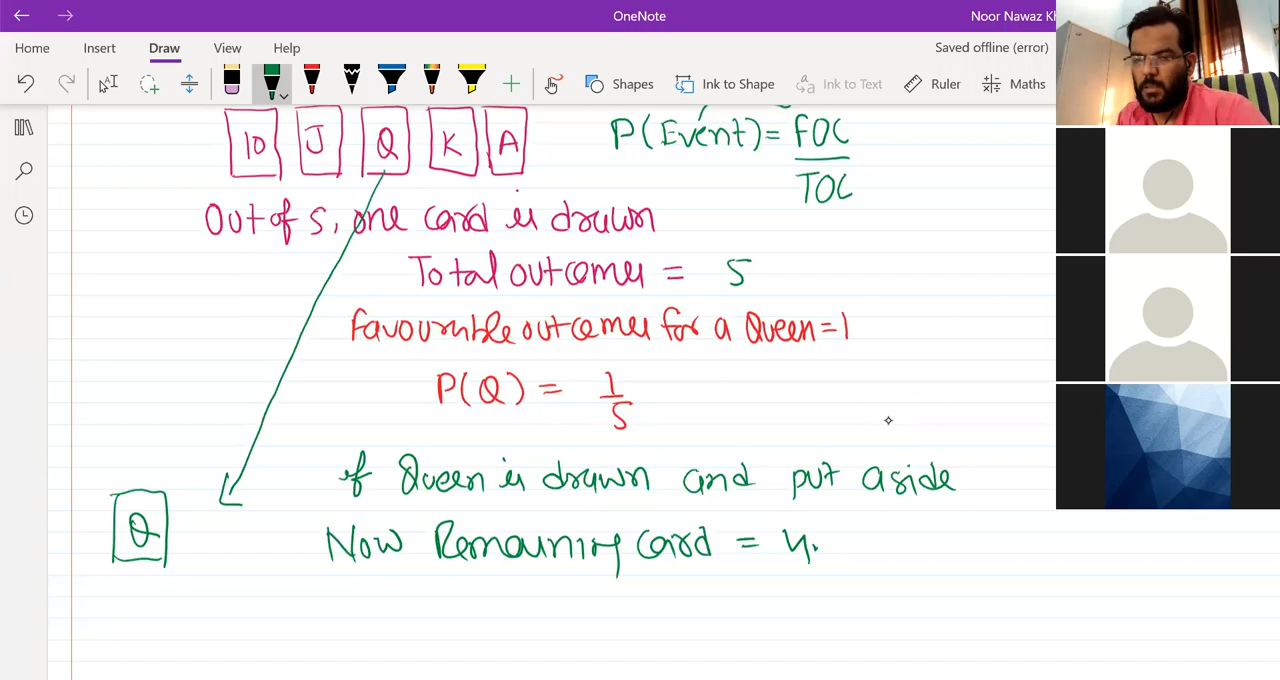 OneNote
Noor Nawaz Kh
Home Insert Draw View Help Saved offline (error)
Shapes Ink to Shape Ink to Text Ruler Maths
10 J Q K A
P(Event) = FOC
TOC
Out of 5, one card is drawn
Total outcomes = 5
Favourable outcomes for a Queen = 1
P(Q) = 1
5
if Queen is drawn and put aside
Q
Now Remaining card = 4.